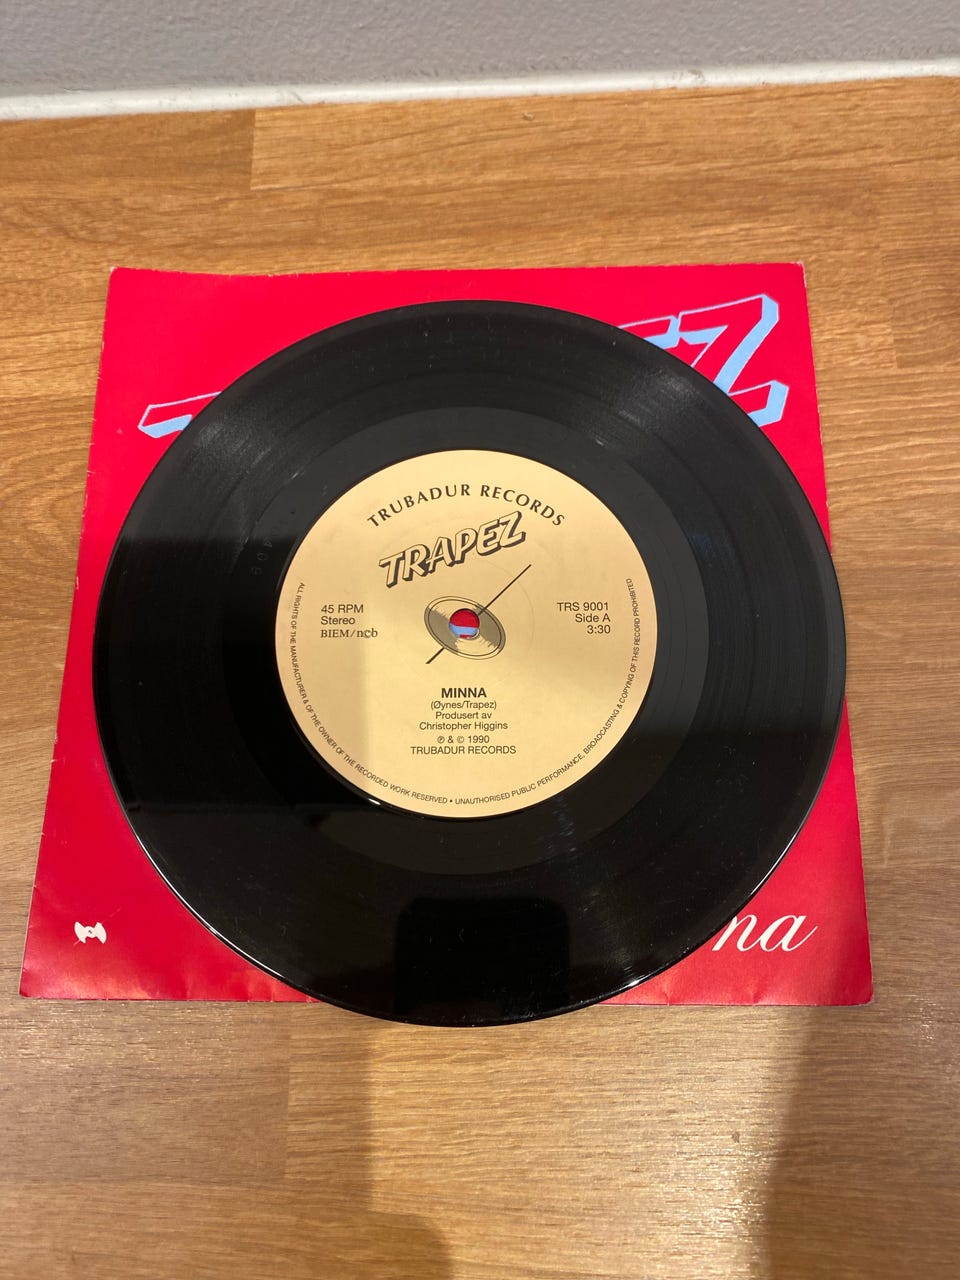 TRUBADUR RECORDS
TRAPEZ
45 RPM
Stereo
BIEM/ncb
TRS 9001
Side A
3:30
MINNA
(Øynes/Trapez)
Produsert av
Christopher Higgins
℗ & © 1990
TRUBADUR RECORDS
ALL RIGHTS OF THE MANUFACTURER & OF THE OWNER OF THE RECORDED WORK RESERVED • UNAUTHORISED PUBLIC PERFORMANCE, BROADCASTING & COPYING OF THIS RECORD PROHIBITED
EZ
na